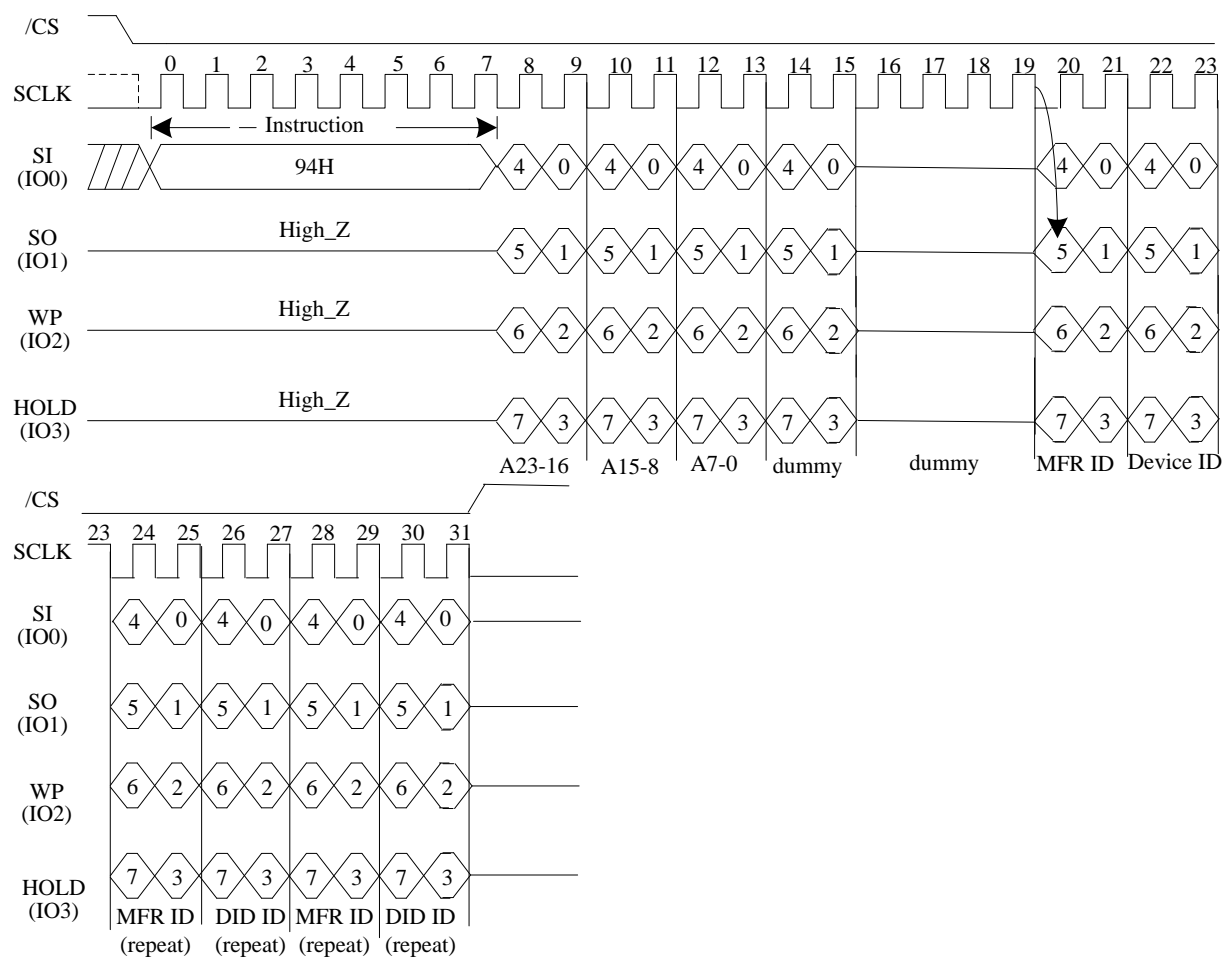 /CS
0 1 2 3 4 5 6 7 8 9 10 11 12 13 14 15 16 17 18 19 20 21 22 23
SCLK
Instruction
SI
(IO0)
94H
4 0 4 0 4 0 4 0 4 0 4 0
SO
(IO1)
High_Z
5 1 5 1 5 1 5 1 5 1 5 1
WP
(IO2)
High_Z
6 2 6 2 6 2 6 2 6 2 6 2
HOLD
(IO3)
High_Z
7 3 7 3 7 3 7 3 7 3 7 3
A23-16 A15-8 A7-0 dummy dummy MFR ID Device ID
/CS
23 24 25 26 27 28 29 30 31
SCLK
SI
(IO0)
4 0 4 0 4 0 4 0
SO
(IO1)
5 1 5 1 5 1 5 1
WP
(IO2)
6 2 6 2 6 2 6 2
HOLD
(IO3)
7 3 7 3 7 3 7 3
MFR ID DID ID MFR ID DID ID
(repeat) (repeat) (repeat) (repeat)